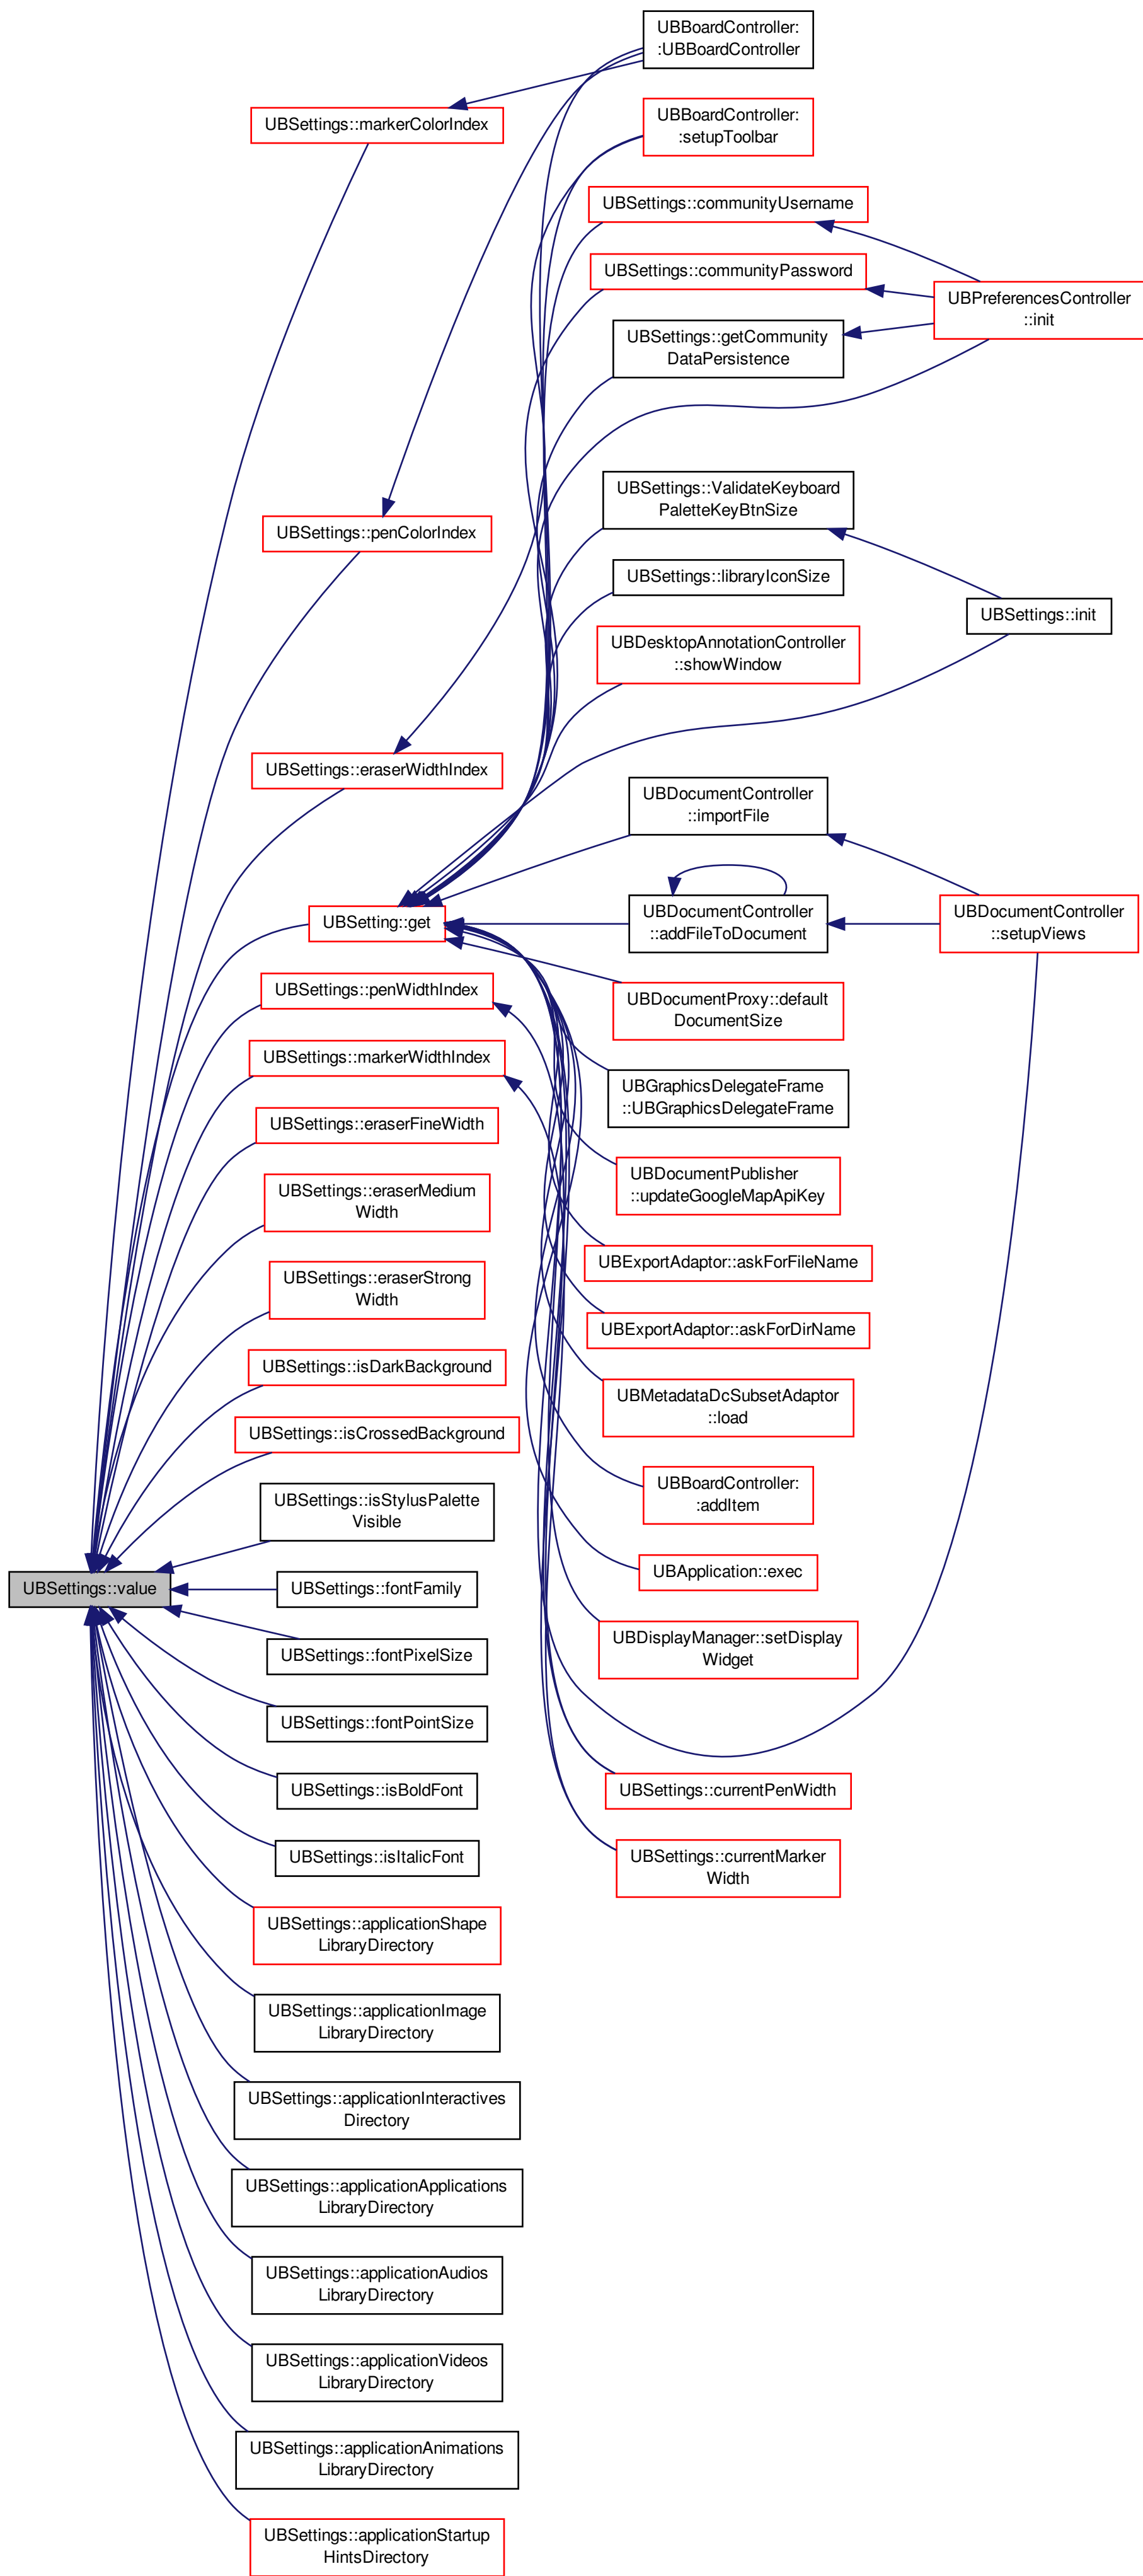 UBBoardController:
:UBBoardController
UBSettings::markerColorIndex
UBBoardController:
:setupToolbar
UBSettings::communityUsername
UBSettings::communityPassword
UBPreferencesController
::init
UBSettings::getCommunity
DataPersistence
UBSettings::ValidateKeyboard
PaletteKeyBtnSize
UBSettings::penColorIndex
UBSettings::libraryIconSize
UBSettings::init
UBDesktopAnnotationController
::showWindow
UBSettings::eraserWidthIndex
UBDocumentController
::importFile
UBSetting::get
UBDocumentController
::addFileToDocument
UBDocumentController
::setupViews
UBSettings::penWidthIndex
UBDocumentProxy::default
DocumentSize
UBSettings::markerWidthIndex
UBGraphicsDelegateFrame
::UBGraphicsDelegateFrame
UBSettings::eraserFineWidth
UBDocumentPublisher
::updateGoogleMapApiKey
UBSettings::eraserMedium
Width
UBExportAdaptor::askForFileName
UBSettings::eraserStrong
Width
UBExportAdaptor::askForDirName
UBSettings::isDarkBackground
UBMetadataDcSubsetAdaptor
::load
UBSettings::isCrossedBackground
UBBoardController:
:addItem
UBSettings::isStylusPalette
Visible
UBApplication::exec
UBSettings::value
UBSettings::fontFamily
UBDisplayManager::setDisplay
Widget
UBSettings::fontPixelSize
UBSettings::fontPointSize
UBSettings::isBoldFont
UBSettings::currentPenWidth
UBSettings::isItalicFont
UBSettings::currentMarker
Width
UBSettings::applicationShape
LibraryDirectory
UBSettings::applicationImage
LibraryDirectory
UBSettings::applicationInteractives
Directory
UBSettings::applicationApplications
LibraryDirectory
UBSettings::applicationAudios
LibraryDirectory
UBSettings::applicationVideos
LibraryDirectory
UBSettings::applicationAnimations
LibraryDirectory
UBSettings::applicationStartup
HintsDirectory